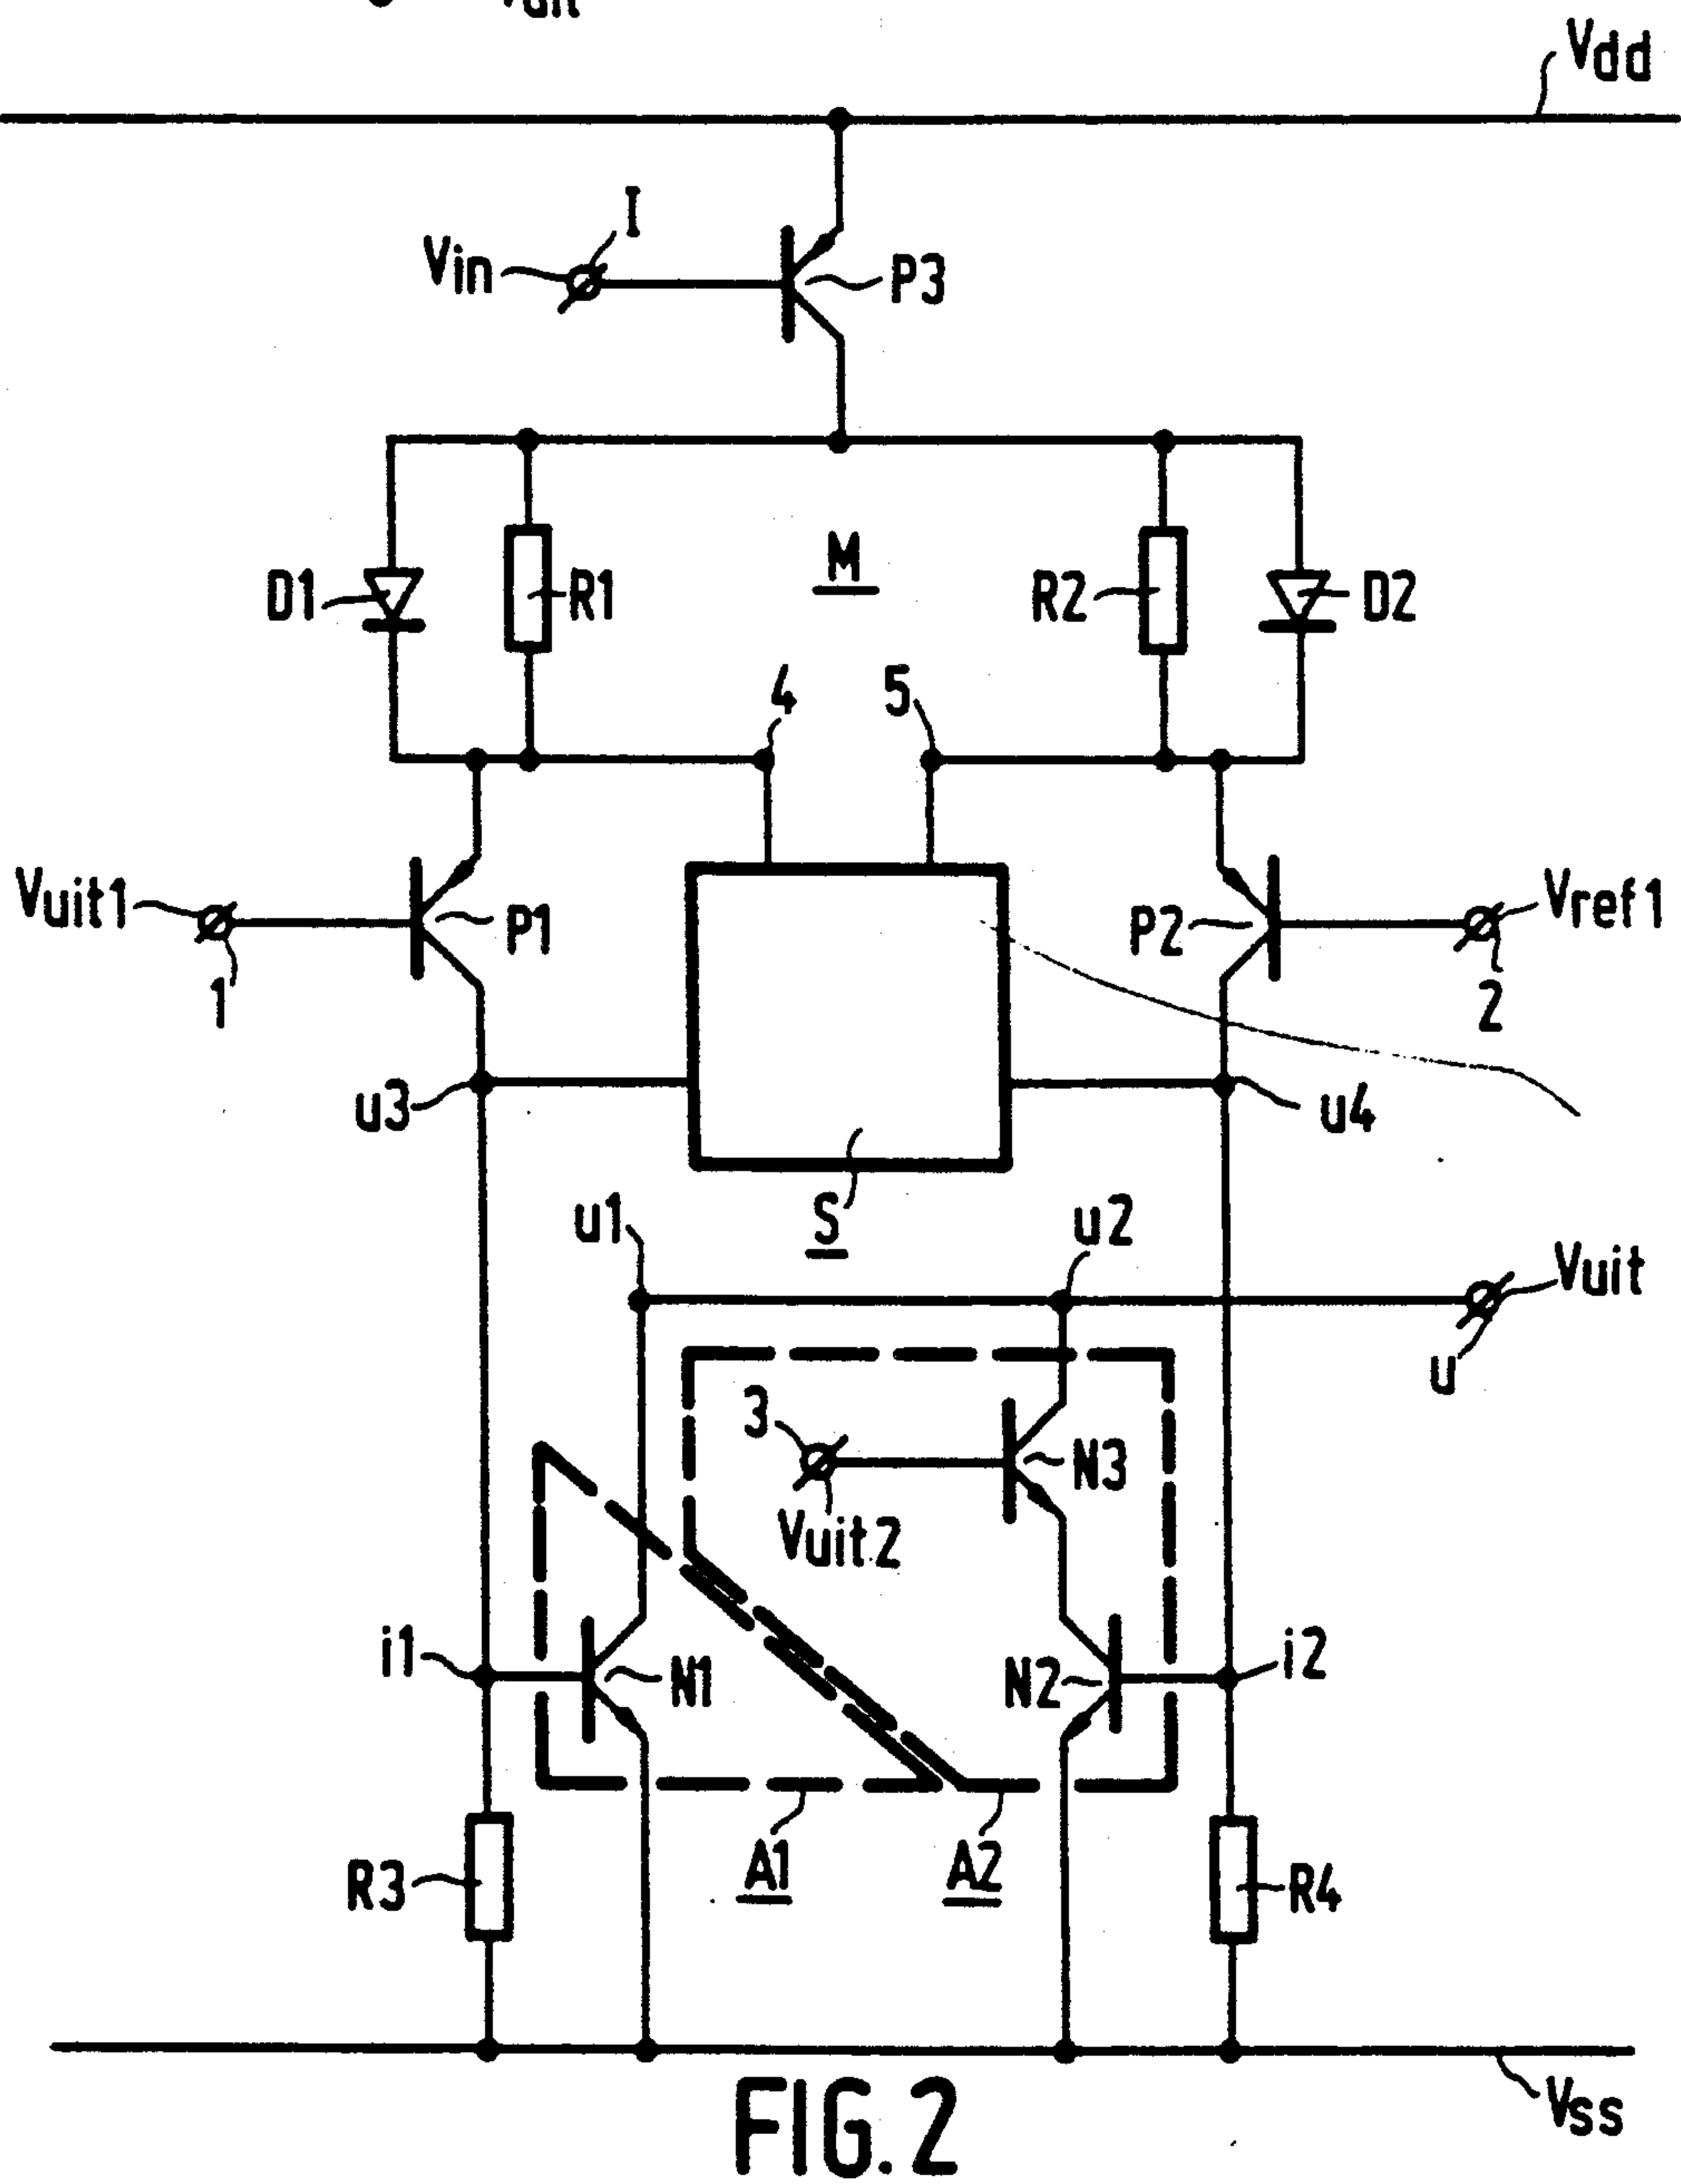 Vdd
I
Vin
P3
M
D1
R1
R2
D2
4
5
Vuit1
P1
P2
Vref1
1
2
u3
u4
S
u1
u2
Vuit
u
3
N3
Vuit2
i1
N1
N2
i2
A1
A2
R3
R4
Vss
FIG.2